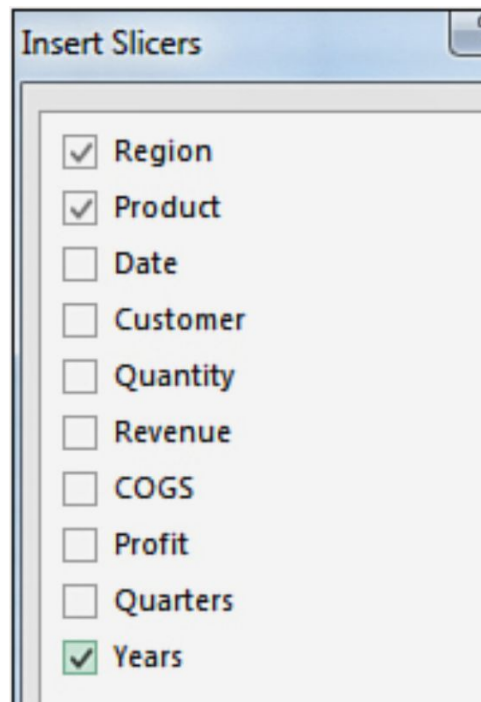 Insert Slicers
Region
Product
Date
Customer
Quantity
Revenue
COGS
Profit
Quarters
Years